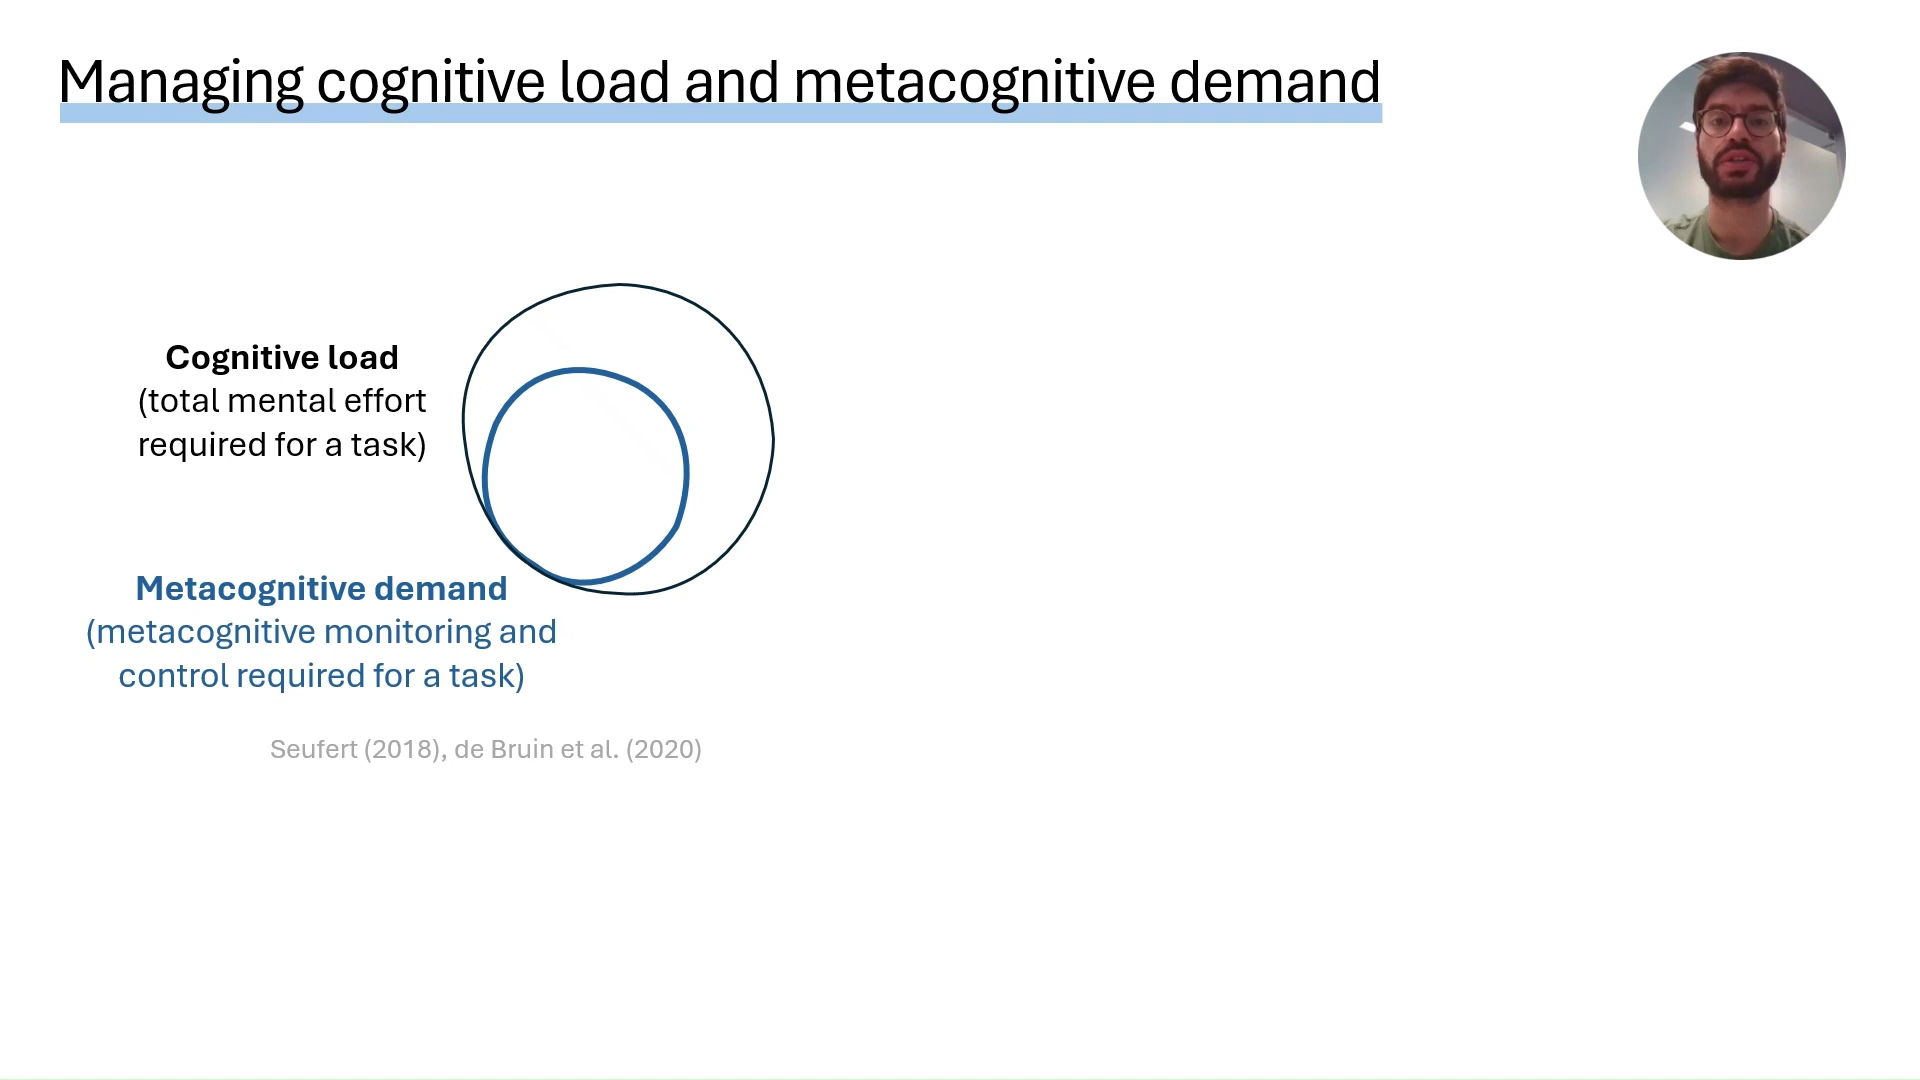 Managing cognitive load and metacognitive demand
Cognitive load
(total mental effort
required for a task)
Metacognitive demand
(metacognitive monitoring and
control required for a task)
Seufert (2018), de Bruin et al. (2020)